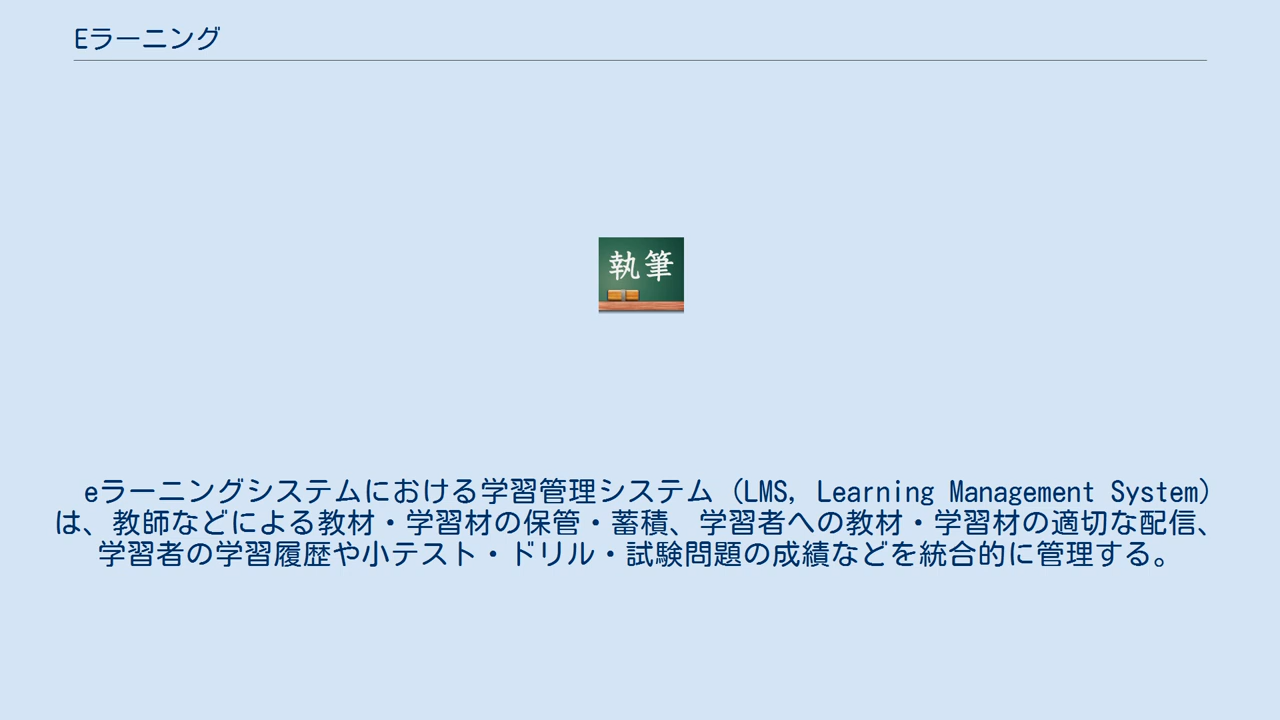 Eラーニング
執筆
eラーニングシステムにおける学習管理システム（LMS, Learning Management System）
は、教師などによる教材・学習材の保管・蓄積、学習者への教材・学習材の適切な配信、
学習者の学習履歴や小テスト・ドリル・試験問題の成績などを統合的に管理する。